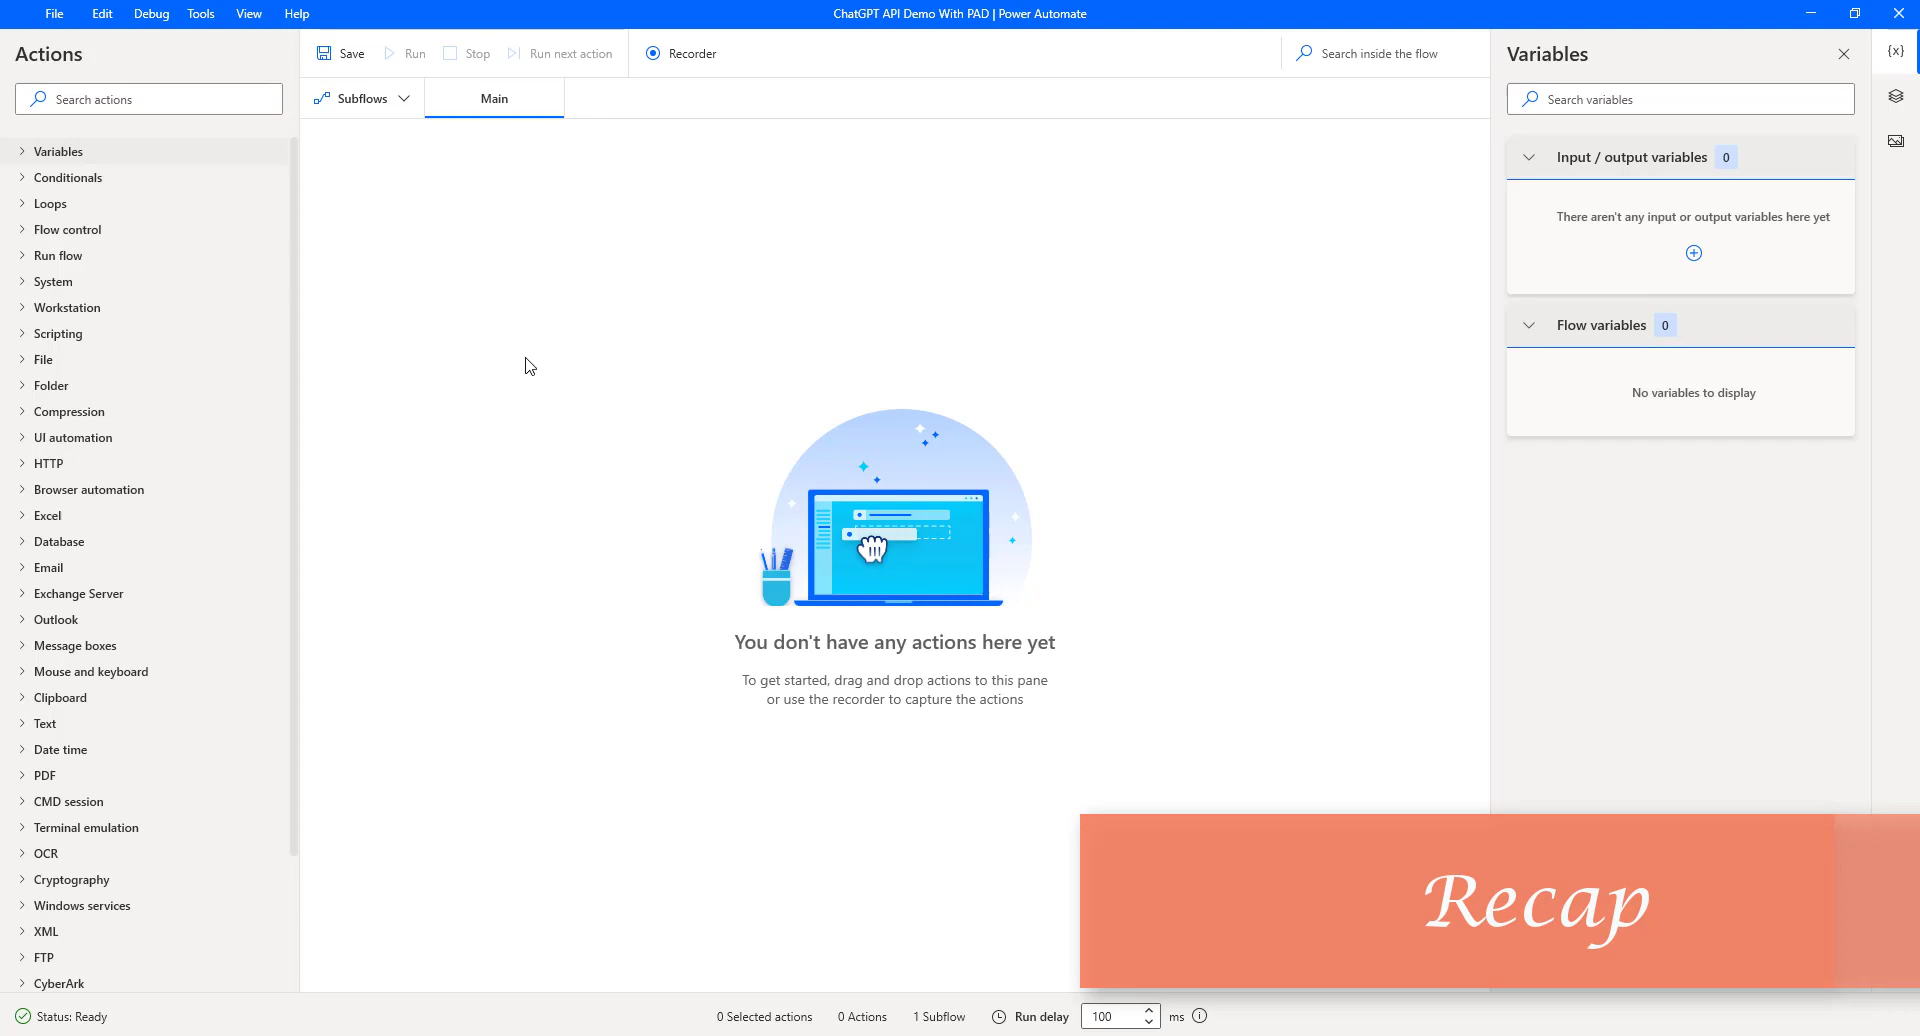 File Edit Debug Tools View Help
ChatGPT API Demo With PAD | Power Automate
Actions
Search actions
Variables
Conditionals
Loops
Flow control
Run flow
System
Workstation
Scripting
File
Folder
Compression
UI automation
HTTP
Browser automation
Excel
Database
Email
Exchange Server
Outlook
Message boxes
Mouse and keyboard
Clipboard
Text
Date time
PDF
CMD session
Terminal emulation
OCR
Cryptography
Windows services
XML
FTP
CyberArk
Save Run Stop Run next action Recorder
Search inside the flow
Subflows Main
You don't have any actions here yet
To get started, drag and drop actions to this pane
or use the recorder to capture the actions
Variables
{x}
Search variables
Input / output variables 0
There aren't any input or output variables here yet
Flow variables 0
No variables to display
Recap
Status: Ready
0 Selected actions 0 Actions 1 Subflow Run delay 100 ms